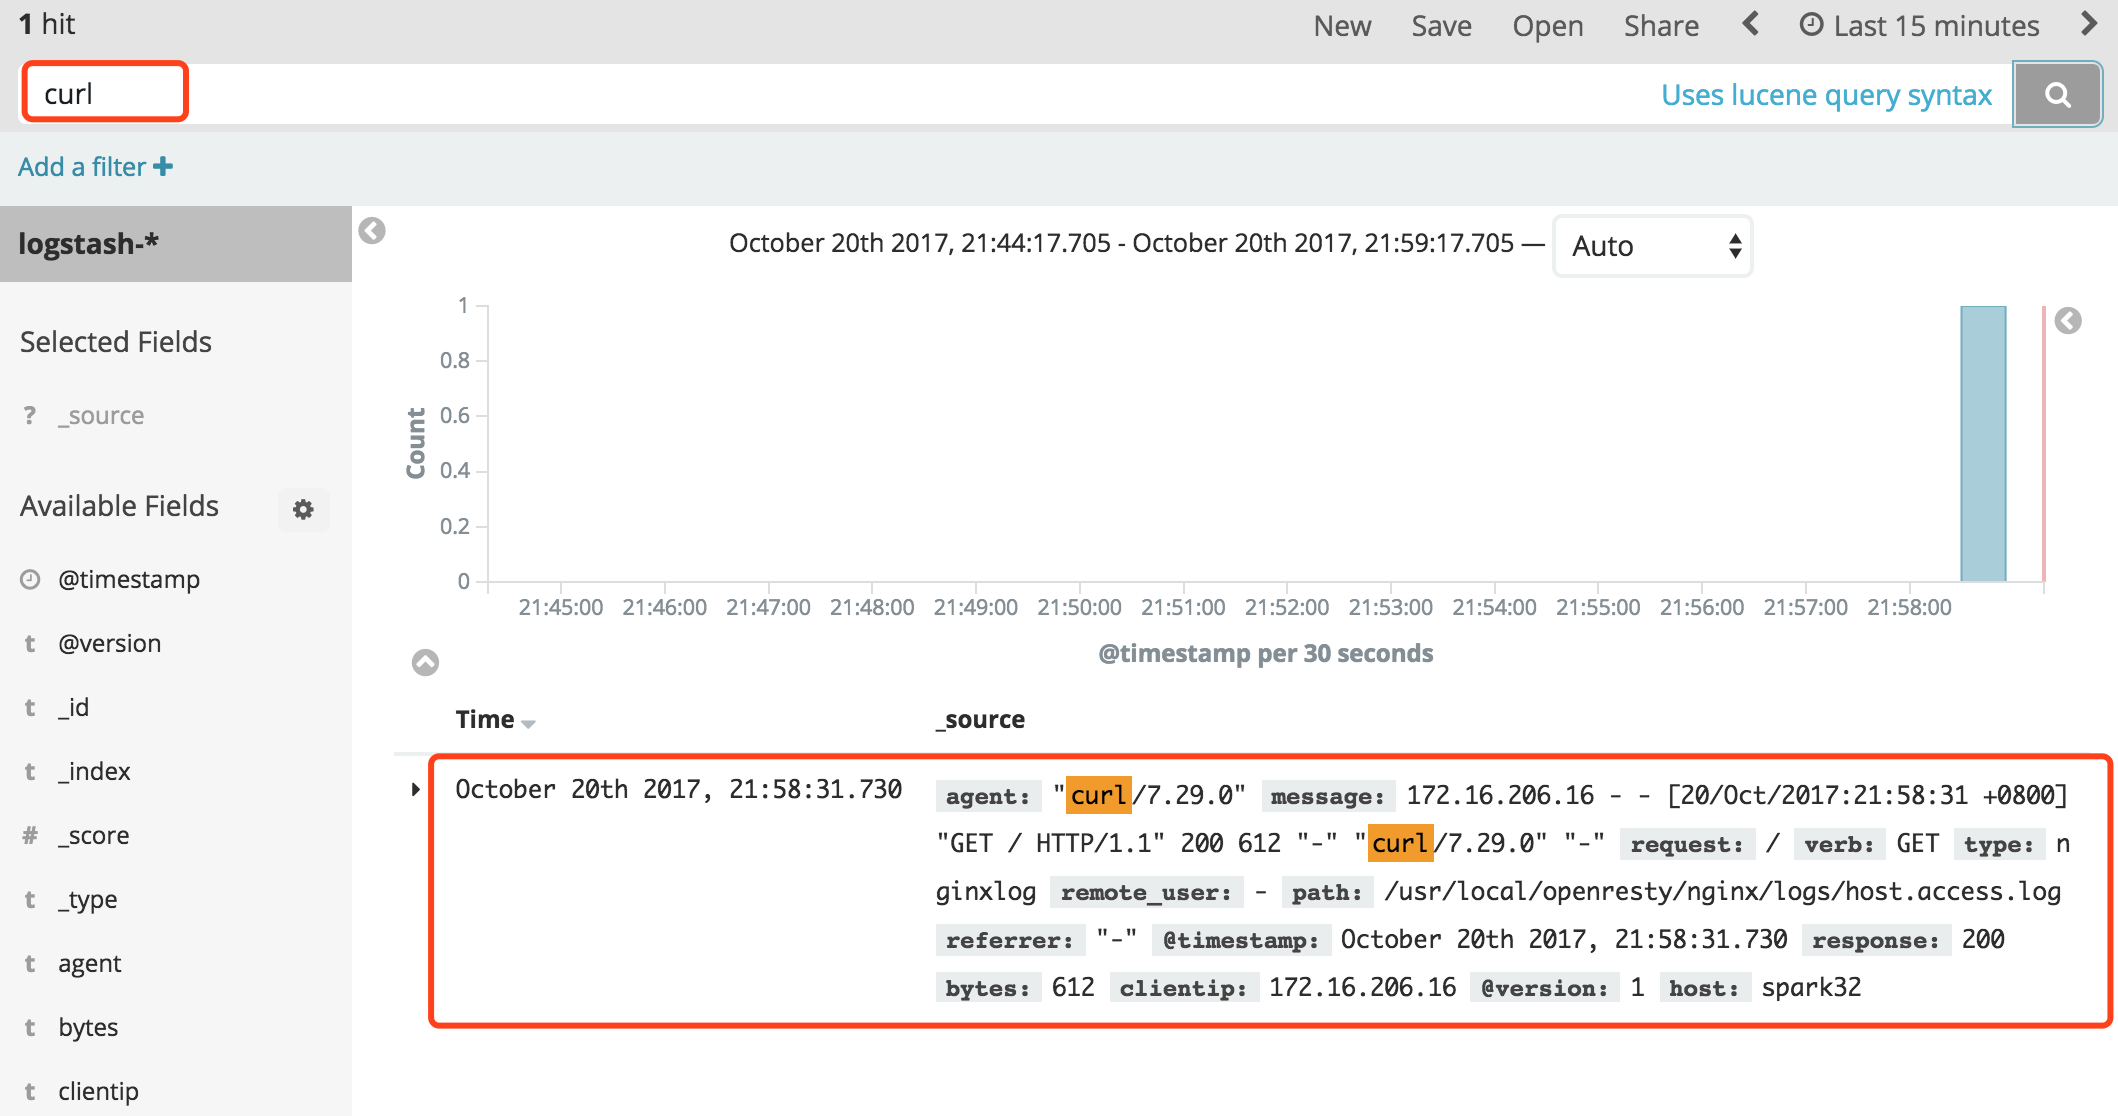 1 hit
New Save Open Share Last 15 minutes
curl
Uses lucene query syntax
Add a filter
logstash-*
Selected Fields
? _source
Available Fields
@timestamp
t @version
t _id
t _index
# _score
t _type
t agent
t bytes
t clientip
October 20th 2017, 21:44:17.705 - October 20th 2017, 21:59:17.705 — Auto
Count
1
0.8
0.6
0.4
0.2
0
21:45:00 21:46:00 21:47:00 21:48:00 21:49:00 21:50:00 21:51:00 21:52:00 21:53:00 21:54:00 21:55:00 21:56:00 21:57:00 21:58:00
@timestamp per 30 seconds
Time _source
October 20th 2017, 21:58:31.730 agent: "curl/7.29.0" message: 172.16.206.16 - - [20/Oct/2017:21:58:31 +0800]
"GET / HTTP/1.1" 200 612 "-" "curl/7.29.0" "-" request: / verb: GET type: n
ginxlog remote_user: - path: /usr/local/openresty/nginx/logs/host.access.log
referrer: "-" @timestamp: October 20th 2017, 21:58:31.730 response: 200
bytes: 612 clientip: 172.16.206.16 @version: 1 host: spark32